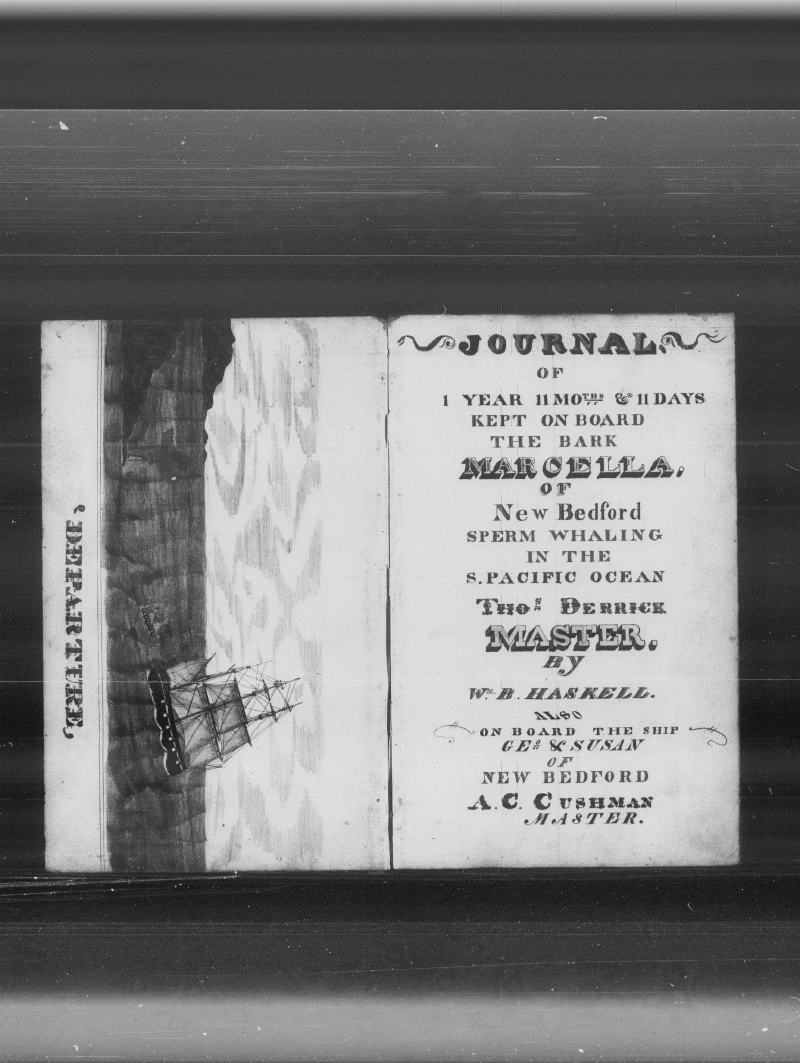 DEPARTURE,
JOURNAL.
OF
1 YEAR 11 MOTHS & 11 DAYS
KEPT ON BOARD
THE BARK
MARCELLA.
OF
New Bedford
SPERM WHALING
IN THE
S. PACIFIC OCEAN
THOS DERRICK
MASTER.
By
WM B. HASKELL.
ALSO
ON BOARD THE SHIP
GEO & SUSAN
OF
NEW BEDFORD
A. C. CUSHMAN
MASTER.